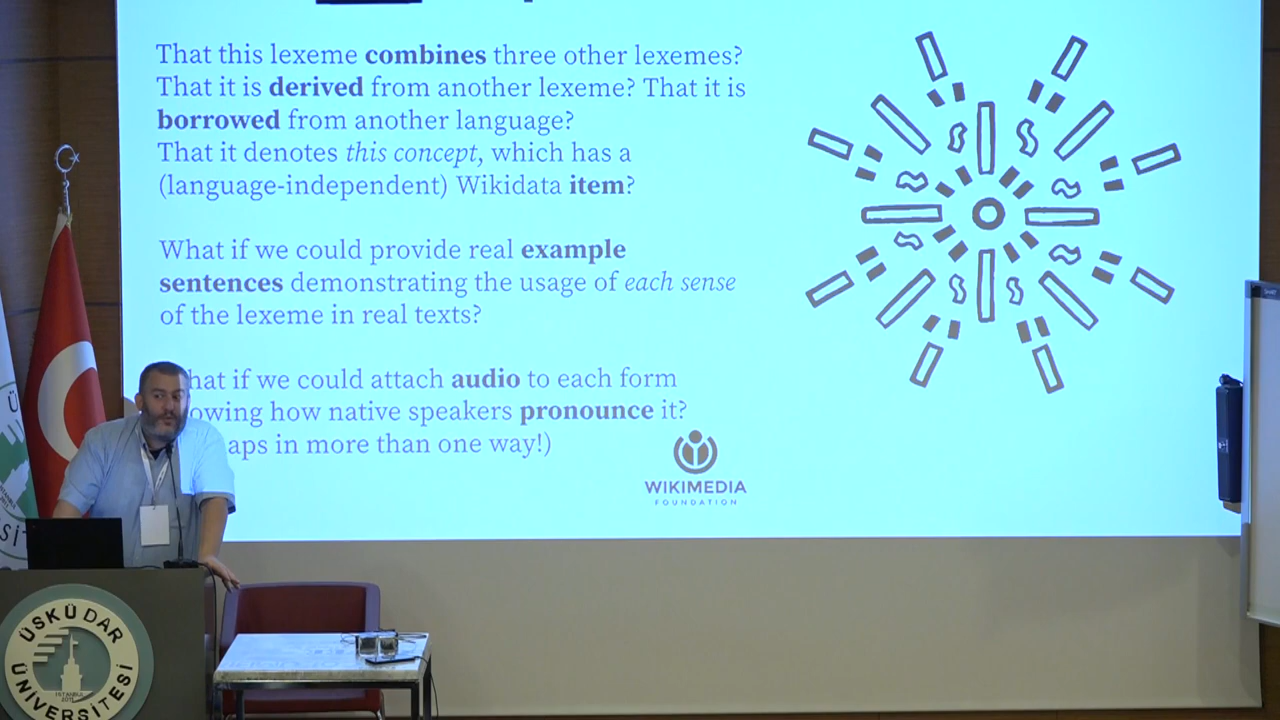 That this lexeme combines three other lexemes?
That it is derived from another lexeme? That it is
borrowed from another language?
That it denotes this concept, which has a
(language-independent) Wikidata item?
What if we could provide real example
sentences demonstrating the usage of each sense
of the lexeme in real texts?
hat if we could attach audio to each form
owing how native speakers pronounce it?
aps in more than one way!)
WIKIMEDIA
FOUNDATION
ÜSKÜDAR
ÜNİVERSİTESİ
İSTANBUL